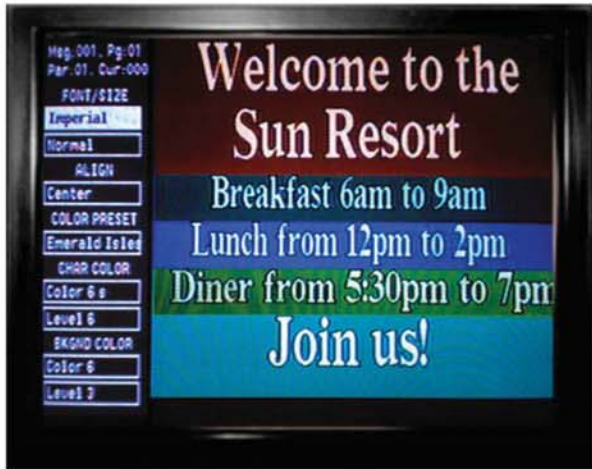 Msg:001, Pg:01
Par:01, Cur:000
FONT/SIZE
Imperial
Normal
ALIGN
Center
COLOR PRESET
Emerald Isles
CHAR COLOR
Color 6 s
Level 6
BKGND COLOR
Color 6
Level 3
Welcome to the
Sun Resort
Breakfast 6am to 9am
Lunch from 12pm to 2pm
Diner from 5:30pm to 7pm
Join us!